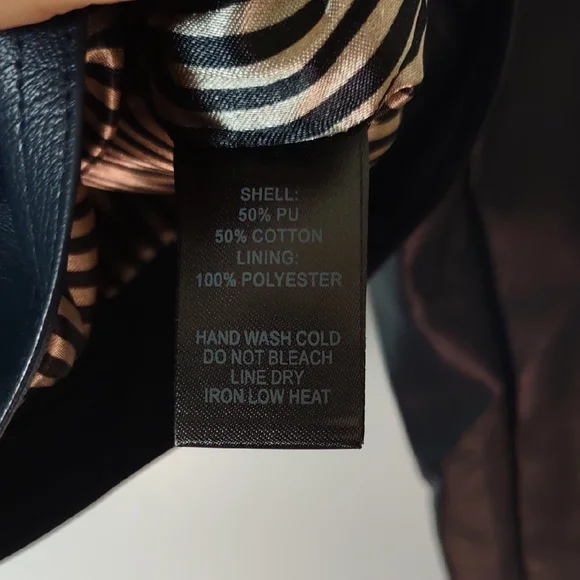 SHELL:
50% PU
50% COTTON
LINING:
100% POLYESTER
HAND WASH COLD
DO NOT BLEACH
LINE DRY
IRON LOW HEAT